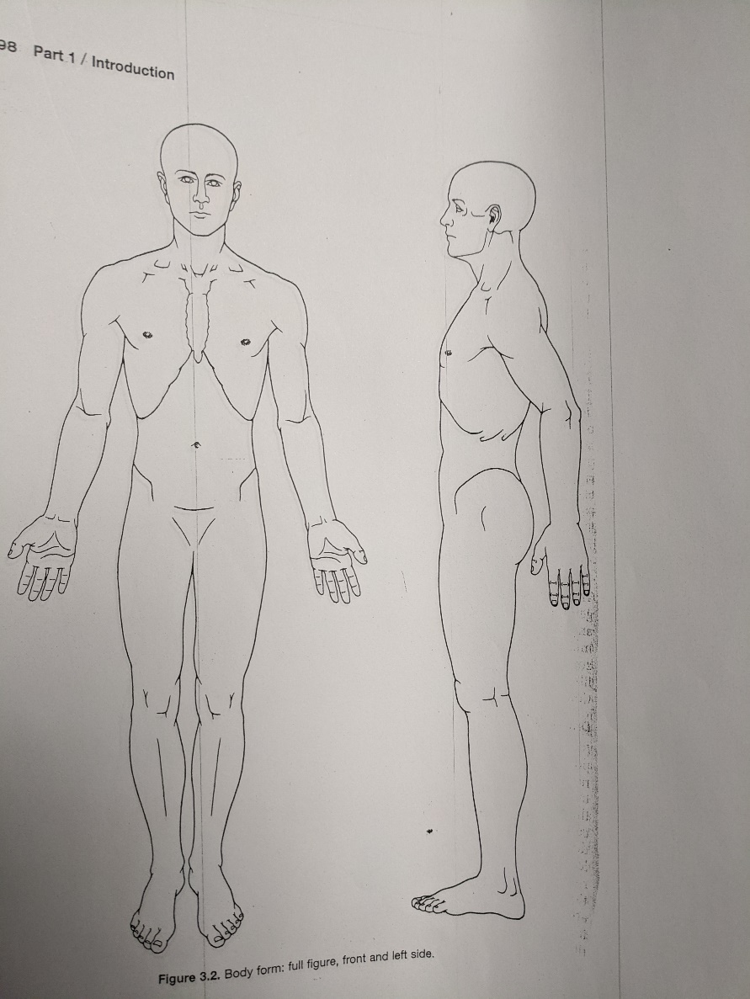 98 Part 1 / Introduction
Figure 3.2. Body form: full figure, front and left side.